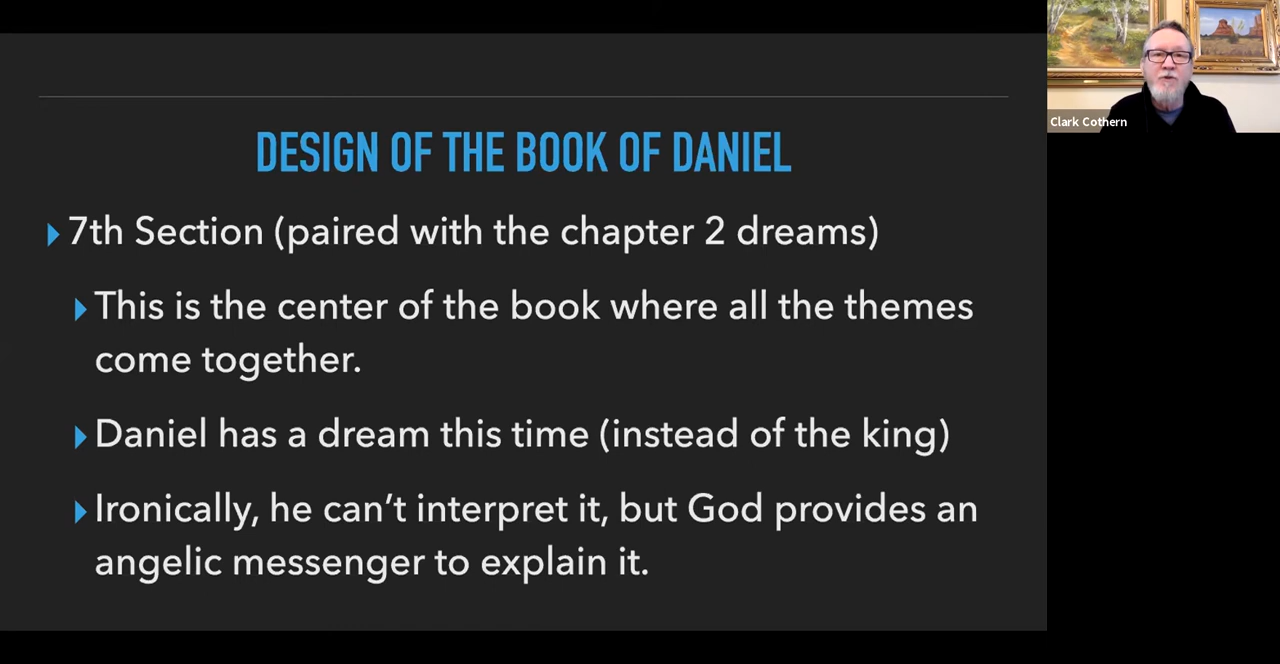 DESIGN OF THE BOOK OF DANIEL
7th Section (paired with the chapter 2 dreams)
This is the center of the book where all the themes
come together.
Daniel has a dream this time (instead of the king)
Ironically, he can’t interpret it, but God provides an
angelic messenger to explain it.
Clark Cothern